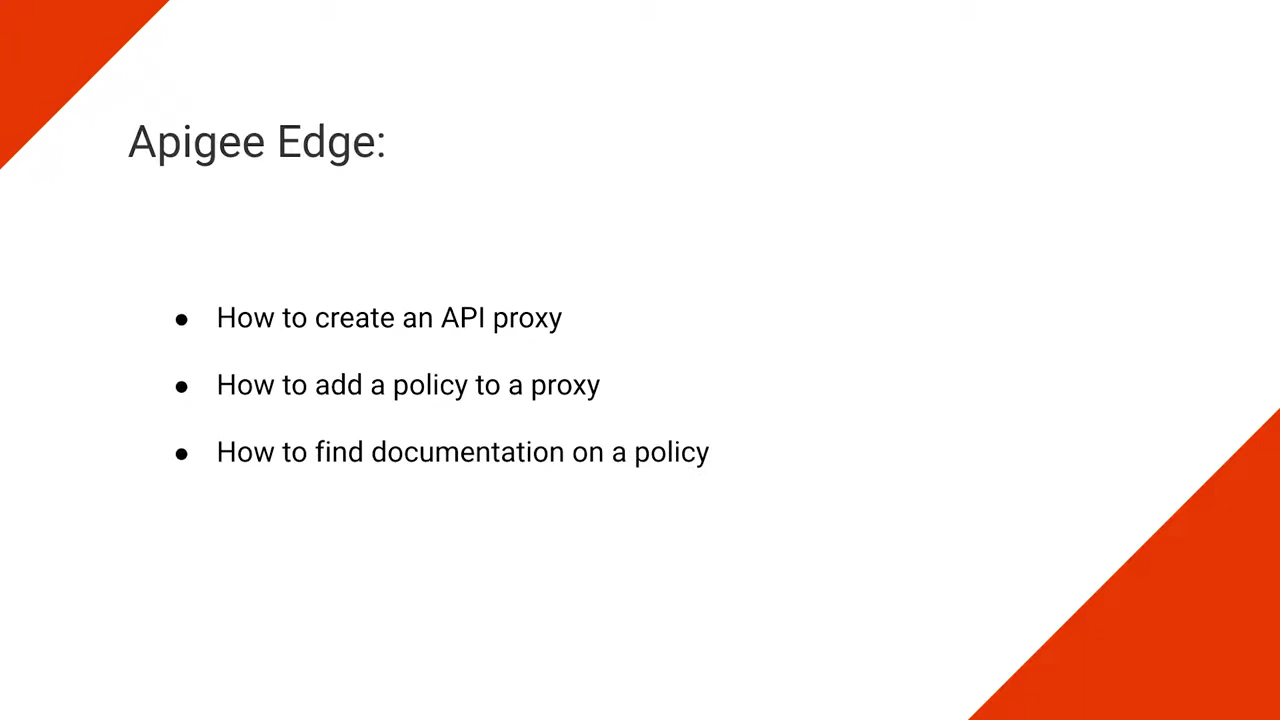 Apigee Edge:
● How to create an API proxy
● How to add a policy to a proxy
● How to find documentation on a policy